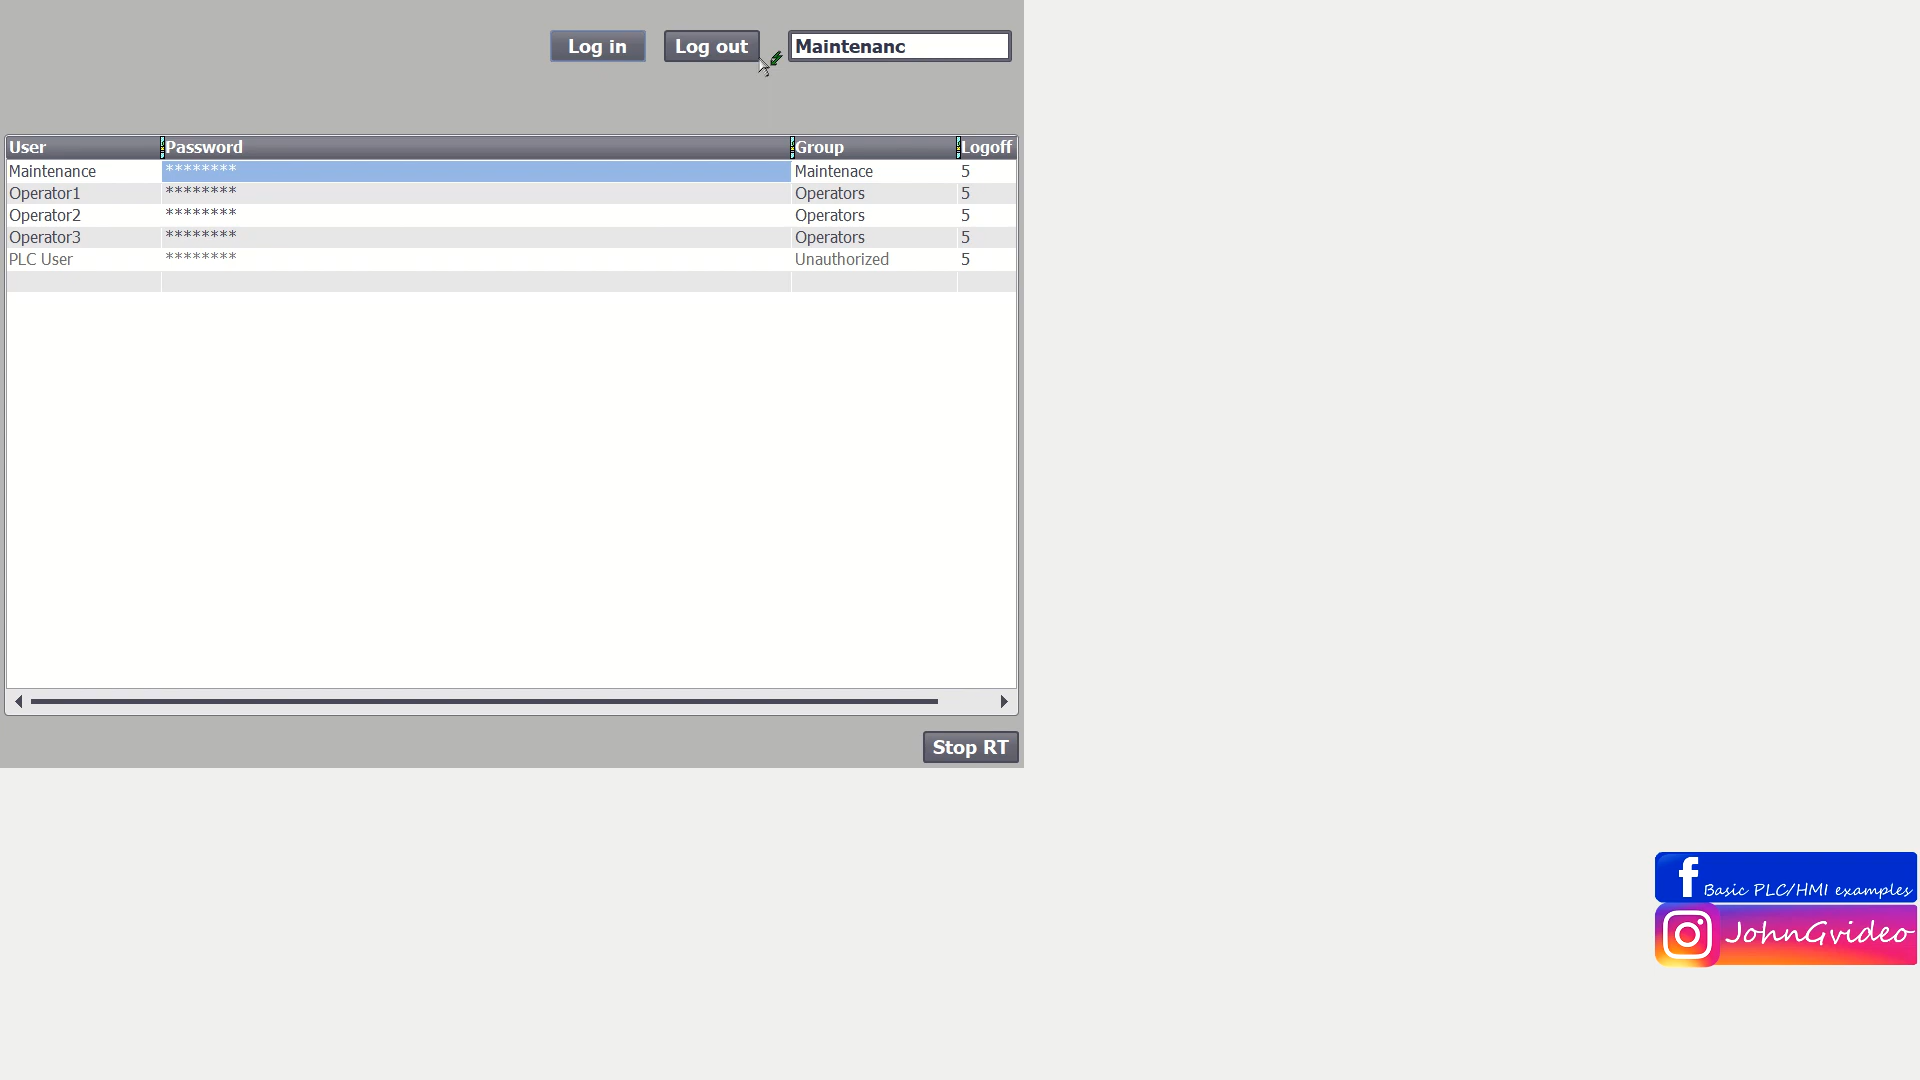 Log in Log out Maintenanc
User Password Group Logoff
Maintenance ******** Maintenace 5
Operator1 ******** Operators 5
Operator2 ******** Operators 5
Operator3 ******** Operators 5
PLC User ******** Unauthorized 5
Stop RT
Basic PLC/HMI examples
JohnGvideo